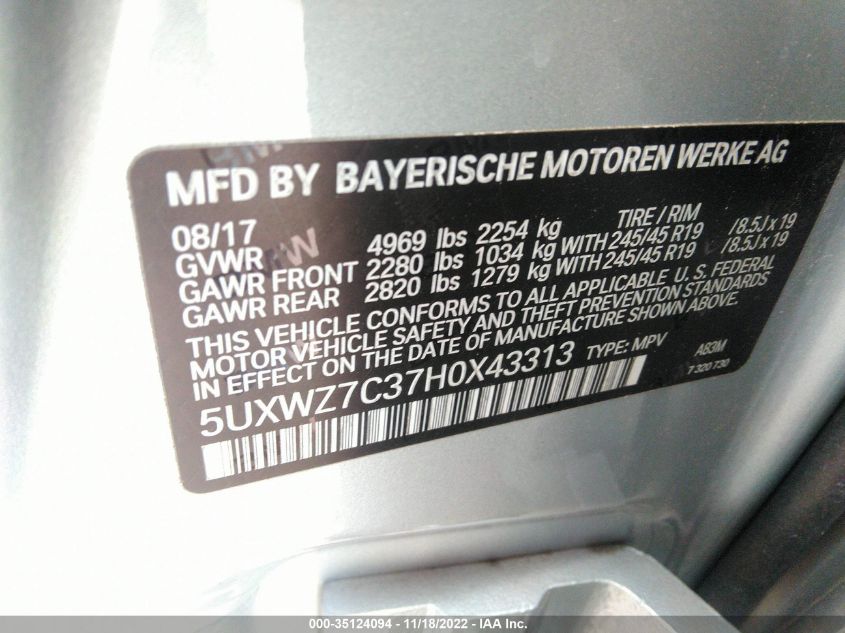 MFD BY BAYERISCHE MOTOREN WERKE AG
08/17 TIRE / RIM
GVWR 4969 lbs 2254 kg
GAWR FRONT 2280 lbs 1034 kg WITH 245/45 R19 /8.5J x 19
GAWR REAR 2820 lbs 1279 kg WITH 245/45 R19 /8.5J x 19
THIS VEHICLE CONFORMS TO ALL APPLICABLE U. S. FEDERAL
MOTOR VEHICLE SAFETY AND THEFT PREVENTION STANDARDS
IN EFFECT ON THE DATE OF MANUFACTURE SHOWN ABOVE.
5UXWZ7C37H0X43313 TYPE: MPV A83M
7 320 730
BMW
000-35124094 - 11/18/2022 - IAA Inc.